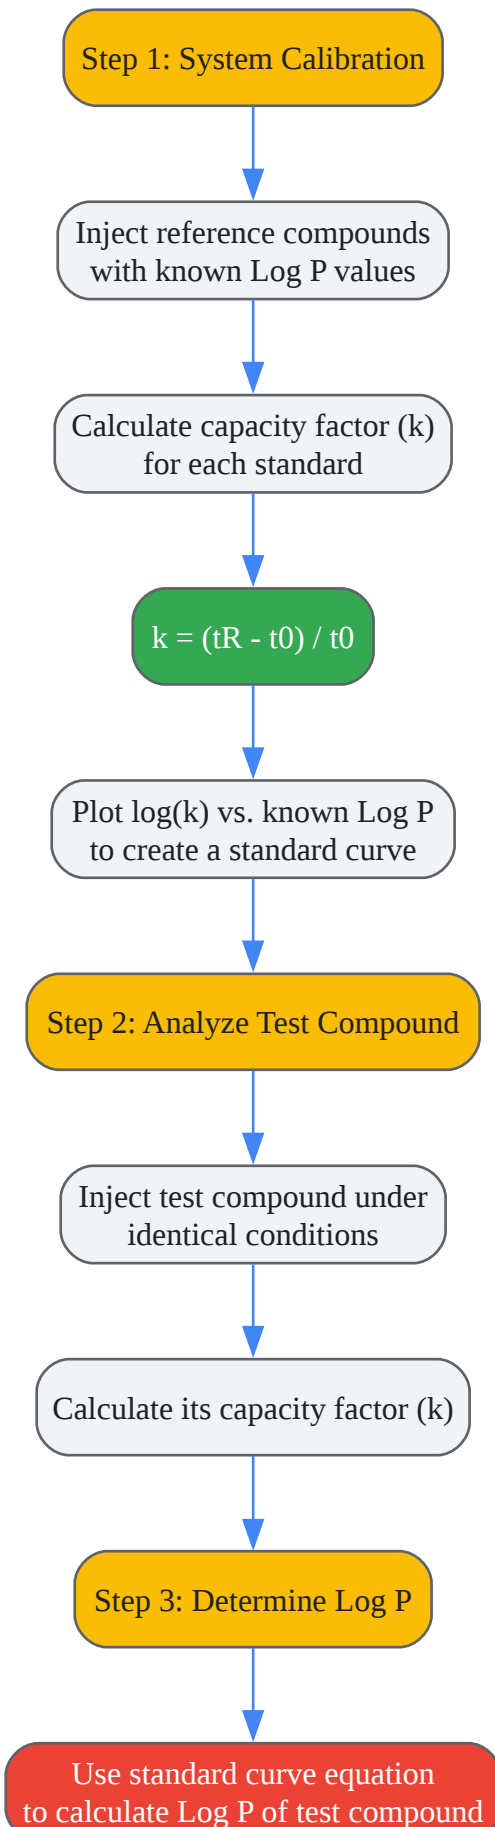 Step 1: System Calibration
Inject reference compounds
with known Log P values
Calculate capacity factor (k)
for each standard
k = (tR - t0) / t0
Plot log(k) vs. known Log P
to create a standard curve
Step 2: Analyze Test Compound
Inject test compound under
identical conditions
Calculate its capacity factor (k)
Step 3: Determine Log P
Use standard curve equation
to calculate Log P of test compound